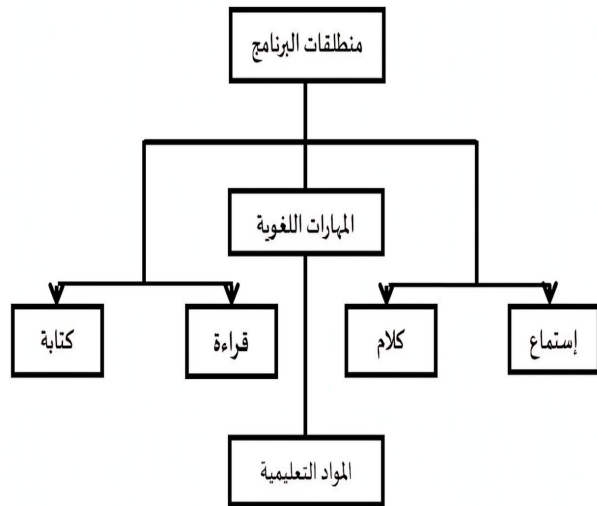 منطلقات البرنامج
المهارات اللغوية
إستماع
كلام
قراءة
كتابة
المواد التعليمية